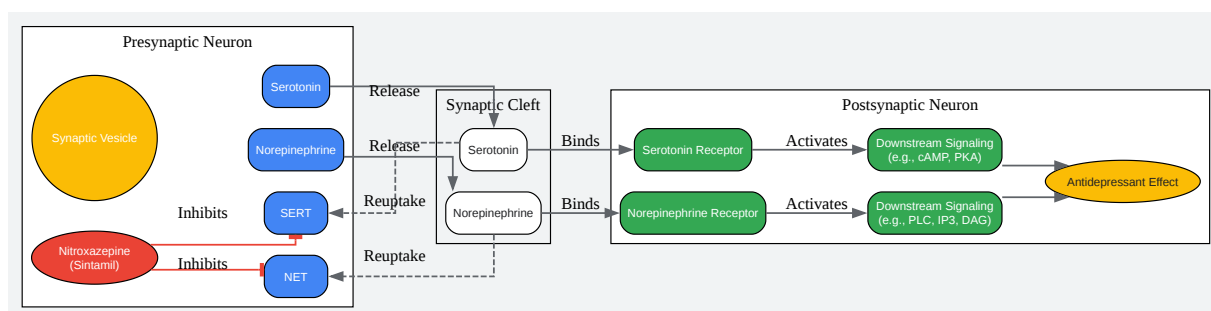 Presynaptic Neuron
Synaptic Vesicle
Serotonin
Norepinephrine
SERT
NET
Nitroxazepine
(Sintamil)
Inhibits
Inhibits
Release
Release
Reuptake
Reuptake
Synaptic Cleft
Serotonin
Norepinephrine
Binds
Binds
Postsynaptic Neuron
Serotonin Receptor
Norepinephrine Receptor
Activates
Activates
Downstream Signaling
(e.g., cAMP, PKA)
Downstream Signaling
(e.g., PLC, IP3, DAG)
Antidepressant Effect